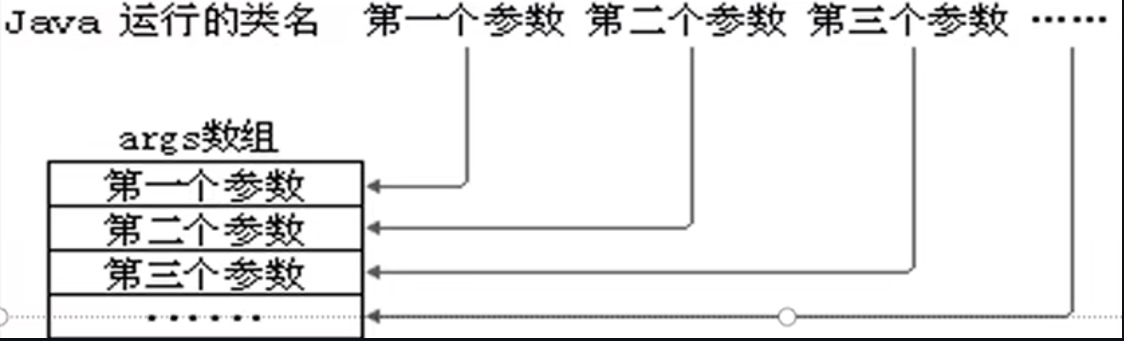 Java 运行的类名 第一个参数 第二个参数 第三个参数 ……
args数组
第一个参数
第二个参数
第三个参数
……